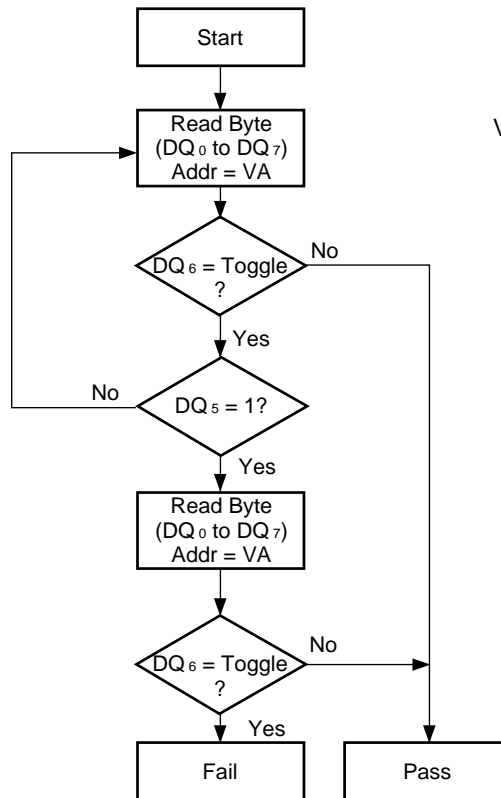 Start
Read Byte
(DQ0 to DQ7)
Addr = VA
DQ6 = Toggle
?
No
Yes
DQ5 = 1?
No
Yes
Read Byte
(DQ0 to DQ7)
Addr = VA
DQ6 = Toggle
?
No
Yes
Fail
Pass